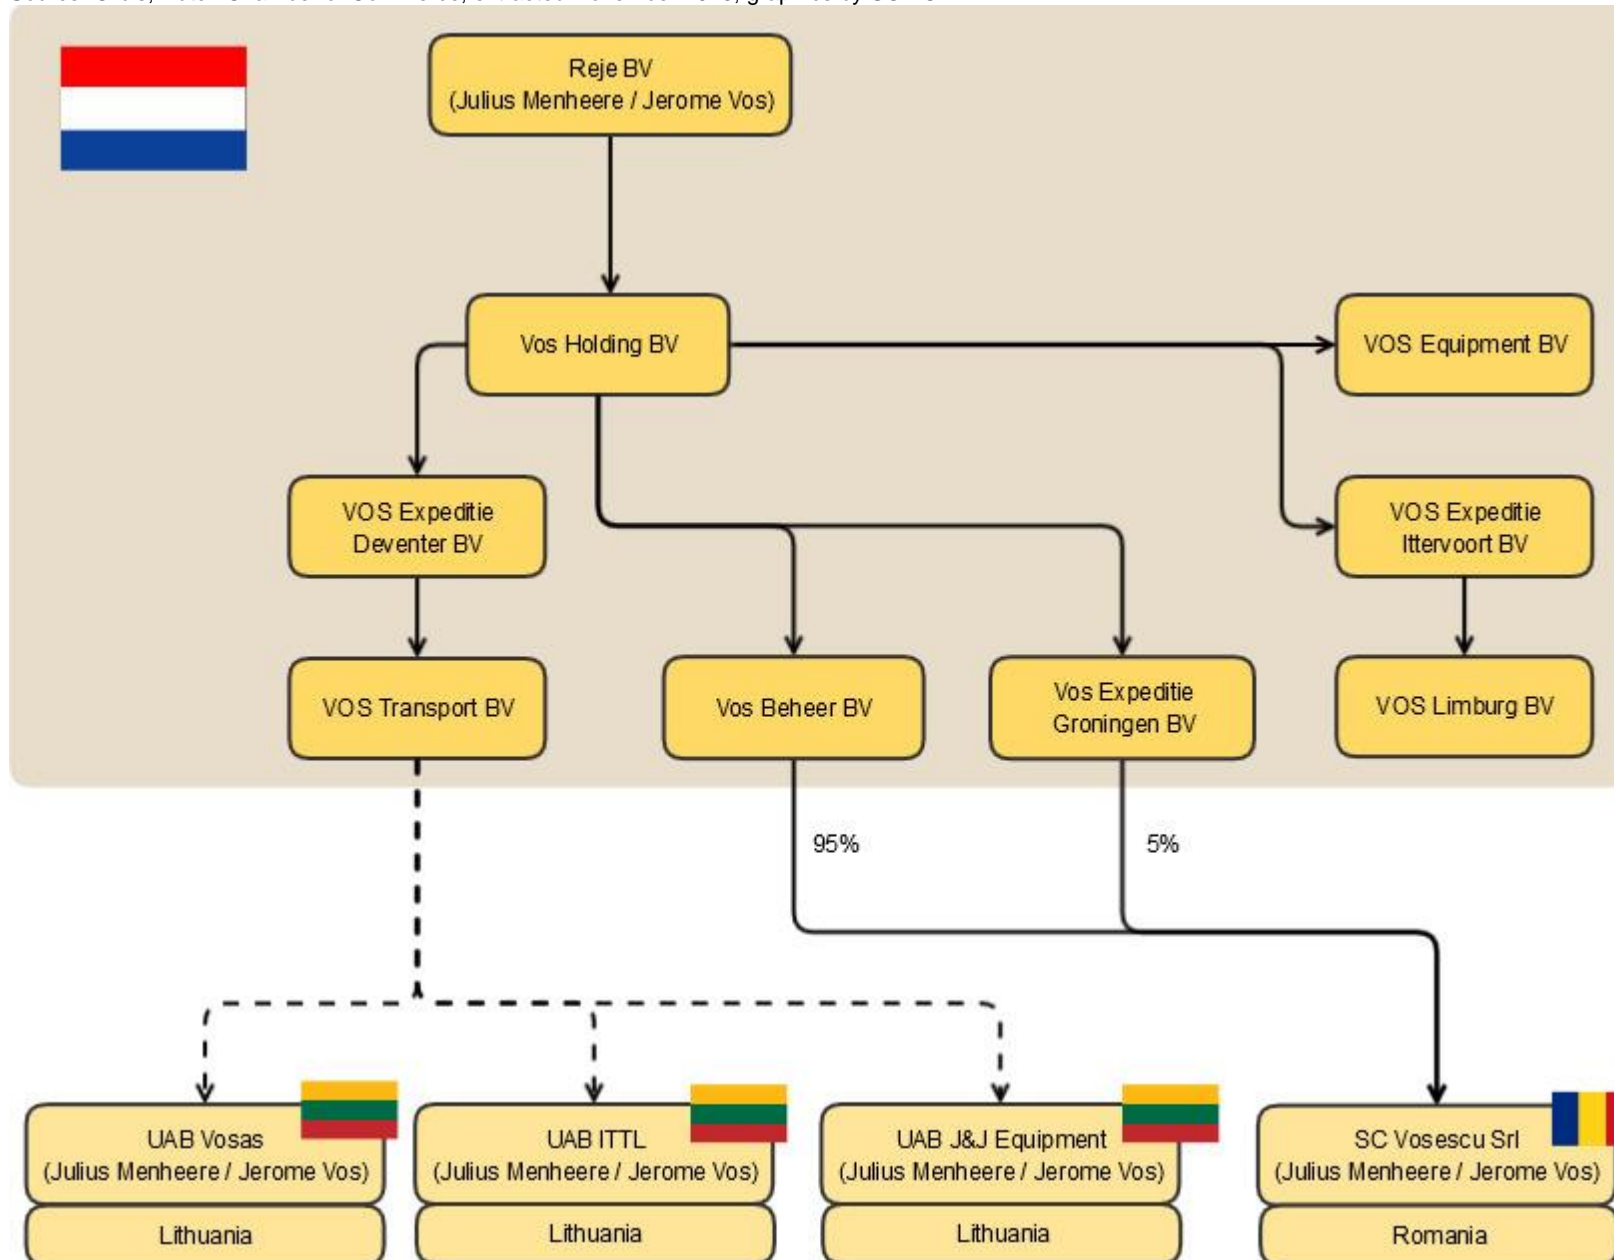 Reje BV
(Julius Menheere / Jerome Vos)
Vos Holding BV
VOS Equipment BV
VOS Expeditie
Deventer BV
VOS Expeditie
Ittervoort BV
VOS Transport BV
Vos Beheer BV
Vos Expeditie
Groningen BV
VOS Limburg BV
95%
5%
UAB Vosas
(Julius Menheere / Jerome Vos)
Lithuania
UAB ITTL
(Julius Menheere / Jerome Vos)
Lithuania
UAB J&J Equipment
(Julius Menheere / Jerome Vos)
Lithuania
SC Vosescu Srl
(Julius Menheere / Jerome Vos)
Romania